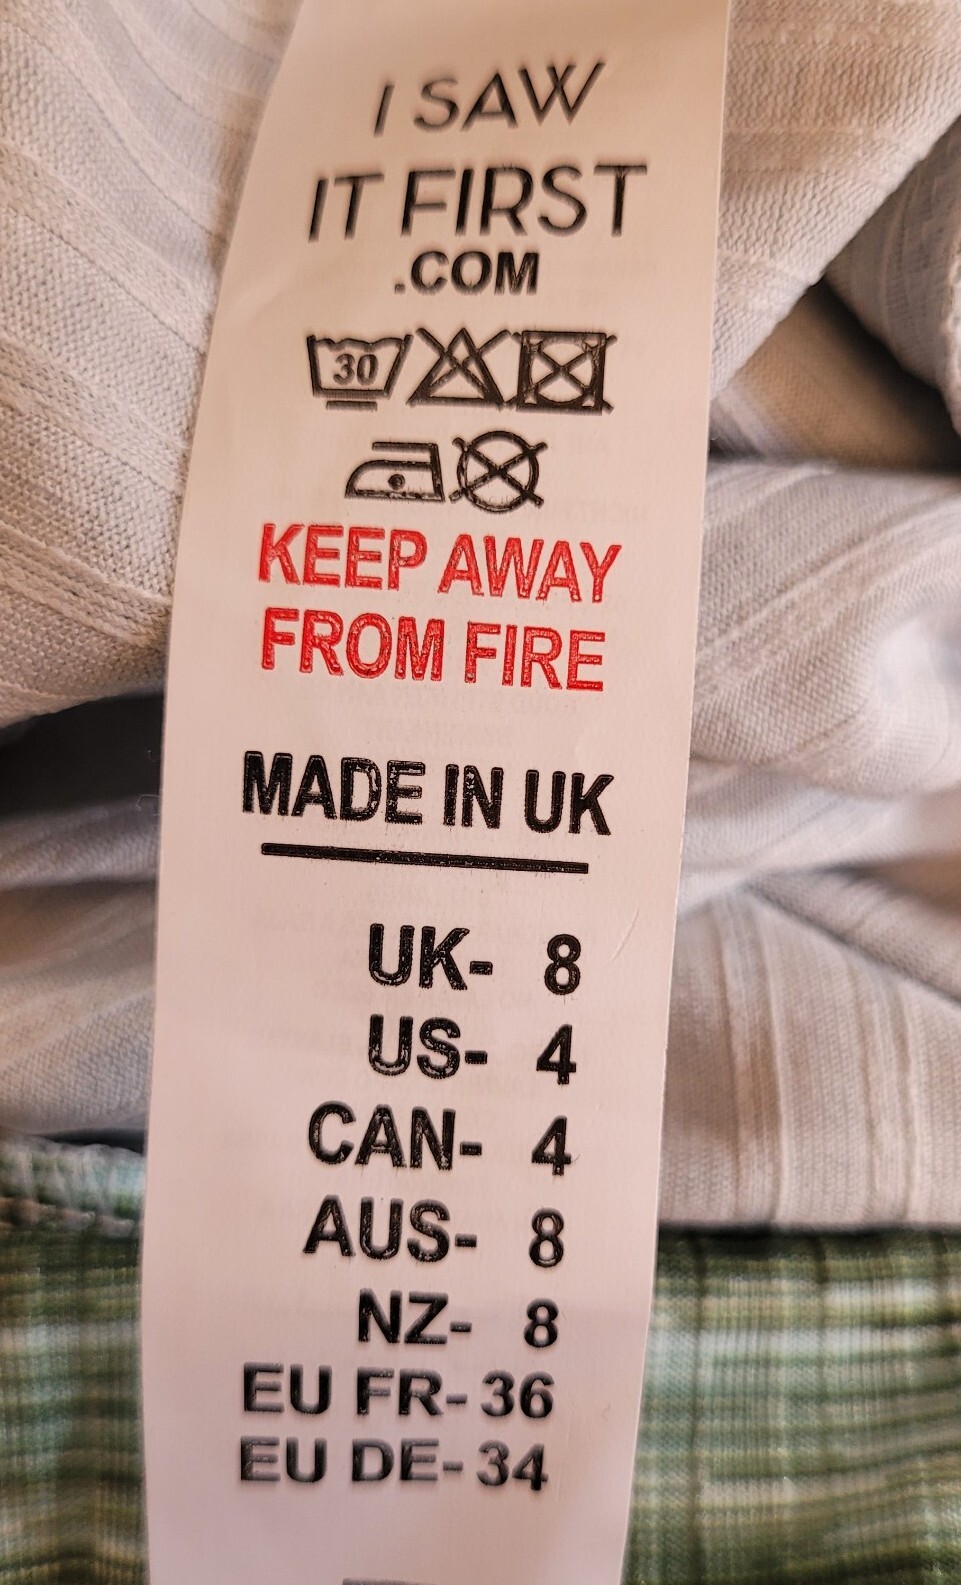 I SAW
IT FIRST
.COM
30
KEEP AWAY
FROM FIRE
MADE IN UK
UK- 8
US- 4
CAN- 4
AUS- 8
NZ- 8
EU FR- 36
EU DE- 34